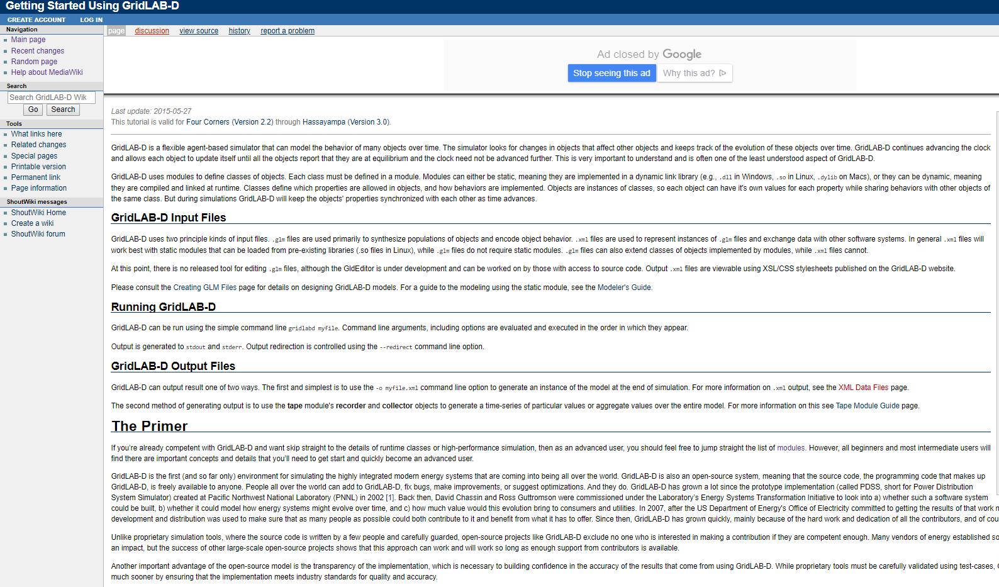 Getting Started Using GridLAB-D
CREATE ACCOUNT LOG IN
Navigation
Main page
Recent changes
Random page
Help about MediaWiki
Search
Search GridLAB-D Wik
Go Search
Tools
What links here
Related changes
Special pages
Printable version
Permanent link
Page information
ShoutWiki messages
ShoutWiki Home
Create a wiki
ShoutWiki forum
page discussion view source history report a problem
Ad closed by Google
Stop seeing this ad Why this ad?
Last update: 2015-05-27
This tutorial is valid for Four Corners (Version 2.2) through Hassayampa (Version 3.0).
GridLAB-D is a flexible agent-based simulator that can model the behavior of many objects over time. The simulator looks for changes in objects that affect other objects and keeps track of the evolution of these objects over time. GridLAB-D continues advancing the clock
and allows each object to update itself until all the objects report that they are at equilibrium and the clock need not be advanced further. This is very important to understand and is often one of the least understood aspect of GridLAB-D.
GridLAB-D uses modules to define classes of objects. Each class must be defined in a module. Modules can either be static, meaning they are implemented in a dynamic link library (e.g., .dll in Windows, .so in Linux, .dylib on Macs), or they can be dynamic, meaning
they are compiled and linked at runtime. Classes define which properties are allowed in objects, and how behaviors are implemented. Objects are instances of classes, so each object can have it's own values for each property while sharing behaviors with other objects of
the same class. But during simulations GridLAB-D will keep the objects' properties synchronized with each other as time advances.
GridLAB-D Input Files
GridLAB-D uses two principle kinds of input files. .glm files are used primarily to synthesize populations of objects and encode object behavior. .xml files are used to represent instances of .glm files and exchange data with other software systems. In general .xml files will
work best with static modules that can be loaded from pre-existing libraries (.so files in Linux), while .glm files do not require static modules. .glm files can also extend classes of objects implemented by modules, while .xml files cannot.
At this point, there is no released tool for editing .glm files, although the GldEditor is under development and can be worked on by those with access to source code. Output .xml files are viewable using XSL/CSS stylesheets published on the GridLAB-D website.
Please consult the Creating GLM Files page for details on designing GridLAB-D models. For a guide to the modeling using the static module, see the Modeler's Guide.
Running GridLAB-D
GridLAB-D can be run using the simple command line gridlabd myfile. Command line arguments, including options are evaluated and executed in the order in which they appear.
Output is generated to stdout and stderr. Output redirection is controlled using the --redirect command line option.
GridLAB-D Output Files
GridLAB-D can output result one of two ways. The first and simplest is to use the -o myfile.xml command line option to generate an instance of the model at the end of simulation. For more information on .xml output, see the XML Data Files page.
The second method of generating output is to use the tape module's recorder and collector objects to generate a time-series of particular values or aggregate values over the entire model. For more information on this see Tape Module Guide page.
The Primer
If you're already competent with GridLAB-D and want skip straight to the details of runtime classes or high-performance simulation, then as an advanced user, you should feel free to jump straight the list of modules. However, all beginners and most intermediate users will
find there are important concepts and details that you'll need to get start and quickly become an advanced user.
GridLAB-D is the first (and so far only) environment for simulating the highly integrated modern energy systems that are coming into being all over the world. GridLAB-D is also an open-source system, meaning that the source code, the programming code that makes up
GridLAB-D, is freely available to anyone. People all over the world can add to GridLAB-D, fix bugs, make improvements, or suggest optimizations. And they do. GridLAB-D has grown a lot since the prototype implementation (called PDSS, short for Power Distribution
System Simulator) created at Pacific Northwest National Laboratory (PNNL) in 2002 [1]. Back then, David Chassin and Ross Guttromson were commissioned under the Laboratory's Energy Systems Transformation Initiative to look into a) whether such a software system
could be built, b) whether it could model how energy systems might evolve over time, and c) how much value would this evolution bring to consumers and utilities. In 2007, after the US Department of Energy's Office of Electricity committed to getting the results of that work
development and distribution was used to make sure that as many people as possible could both contribute to it and benefit from what it has to offer. Since then, GridLAB-D has grown quickly, mainly because of the hard work and dedication of all the contributors, and of cou
Unlike proprietary simulation tools, where the source code is written by a few people and carefully guarded, open-source projects like GridLAB-D exclude no one who is interested in making a contribution if they are competent enough. Many vendors of energy established so
an impact, but the success of other large-scale open-source projects shows that this approach can work and will work so long as enough support from contributors is available.
Another important advantage of the open-source model is the transparency of the implementation, which is necessary to building confidence in the accuracy of the results that come from using GridLAB-D. While proprietary tools must be carefully validated using test-cases,
much sooner by ensuring that the implementation meets industry standards for quality and accuracy.